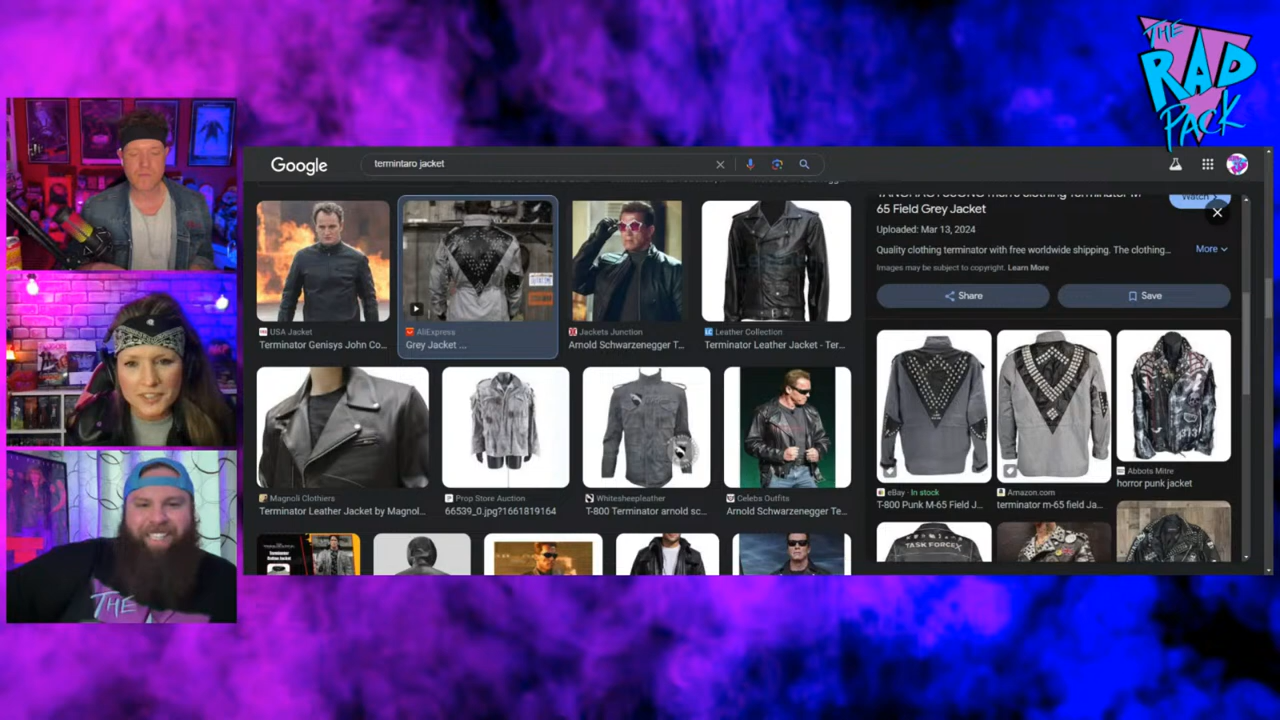 THE
RAD
PACK
Google
termintaro jacket
65 Field Grey Jacket
Watch
Uploaded: Mar 13, 2024
Quality clothing terminator with free worldwide shipping. The clothing...
More
Images may be subject to copyright. Learn More
Share
Save
USA Jacket
Terminator Genisys John Co...
AliExpress
Grey Jacket ...
Jackets Junction
Arnold Schwarzenegger T...
Leather Collection
Terminator Leather Jacket - Ter...
Magnoli Clothiers
Terminator Leather Jacket by Magnol...
Prop Store Auction
66539_0.jpg?1661819164
Whitesheepleather
T-800 Terminator arnold sc...
Celebs Outfits
Arnold Schwarzenegger Te...
eBay · In stock
T-800 Punk M-65 Field J...
Amazon.com
terminator m-65 field ja...
Abbots Mitre
horror punk jacket
TASK FORCE X
THE